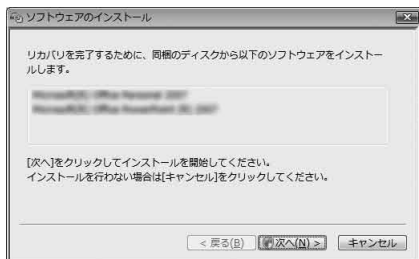 ソフトウェアのインストール
リカバリを完了するために、同梱のディスクから以下のソフトウェアをインストー
ルします。
[次へ]をクリックしてインストールを開始してください。
インストールを行わない場合は[キャンセル]をクリックしてください。
< 戻る(B) 次へ(N) > キャンセル